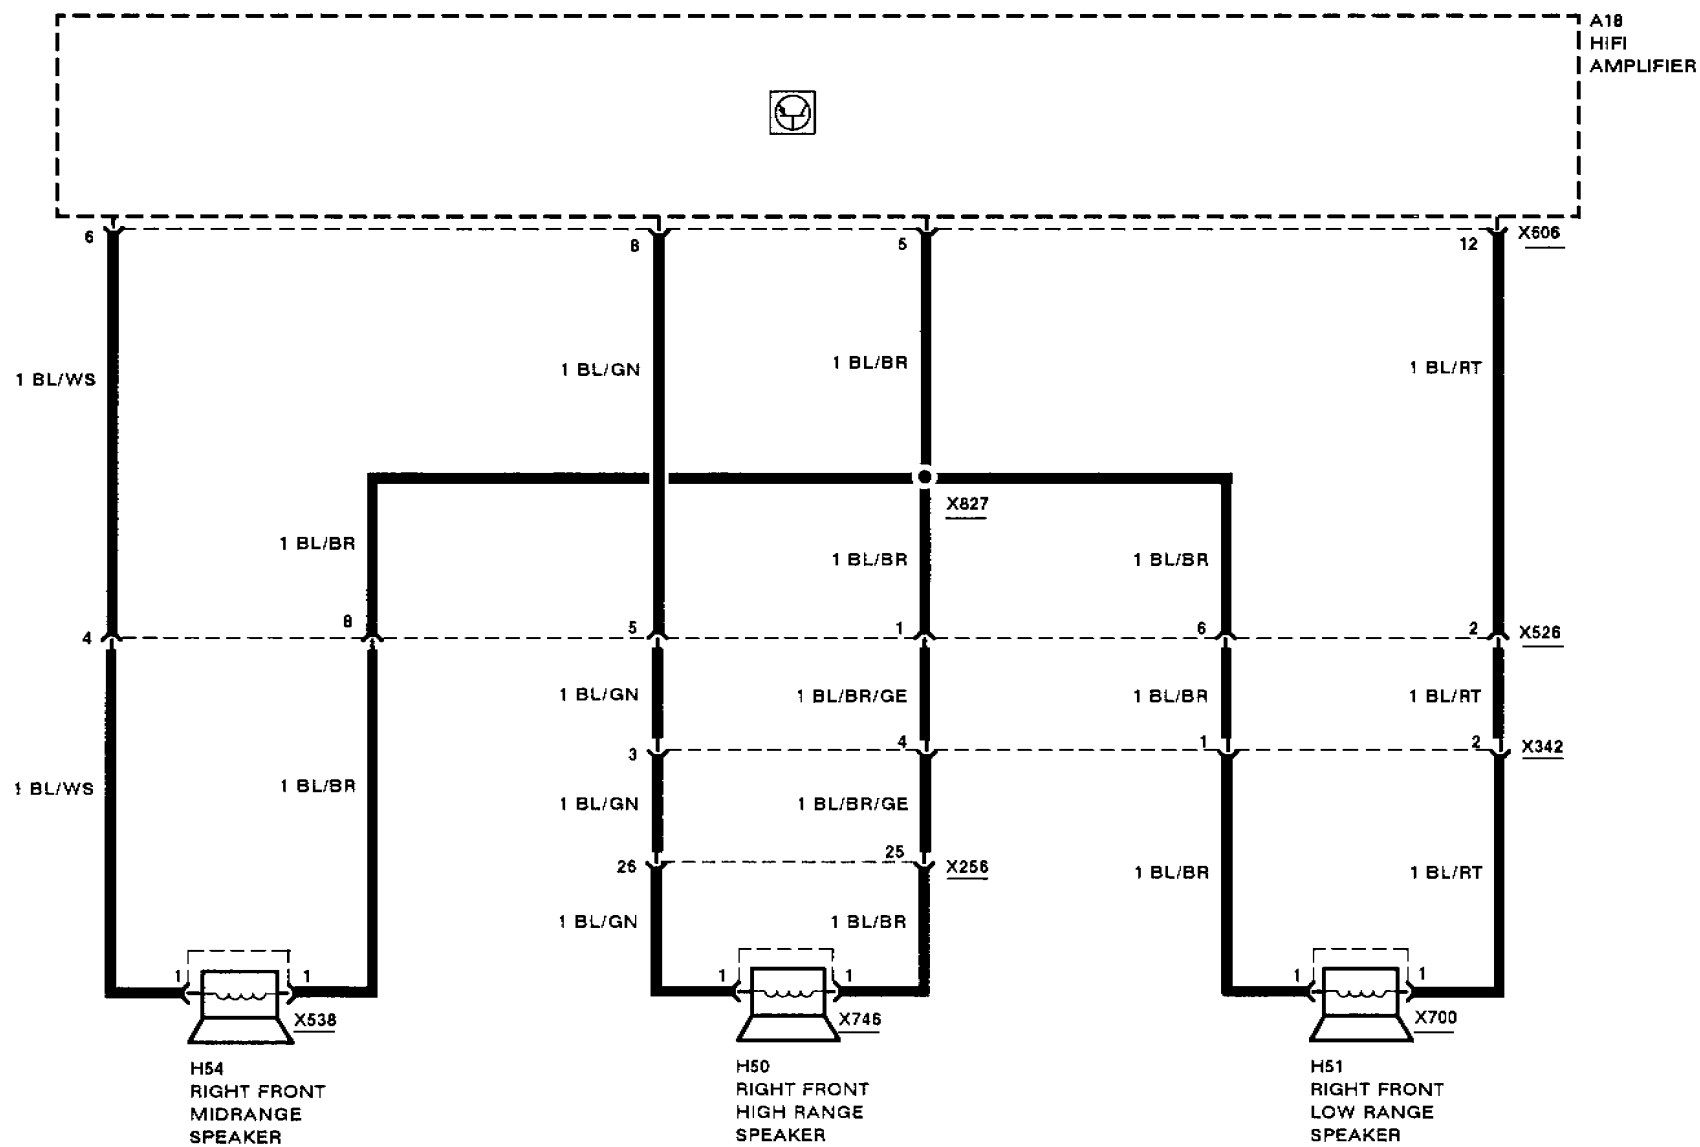 A18
HIFI
AMPLIFIER
6
8
5
12
X506
1 BL/WS
1 BL/GN
1 BL/BR
1 BL/RT
X827
1 BL/BR
1 BL/BR
1 BL/BR
4
8
5
1
6
2
X526
1 BL/GN
1 BL/BR/GE
1 BL/BR
1 BL/RT
3
4
1
2
X342
1 BL/WS
1 BL/BR
1 BL/GN
1 BL/BR/GE
26
25
X256
1 BL/BR
1 BL/RT
1 BL/GN
1 BL/BR
1
1
1
1
1
1
X538
X746
X700
H54
RIGHT FRONT
MIDRANGE
SPEAKER
H50
RIGHT FRONT
HIGH RANGE
SPEAKER
H51
RIGHT FRONT
LOW RANGE
SPEAKER